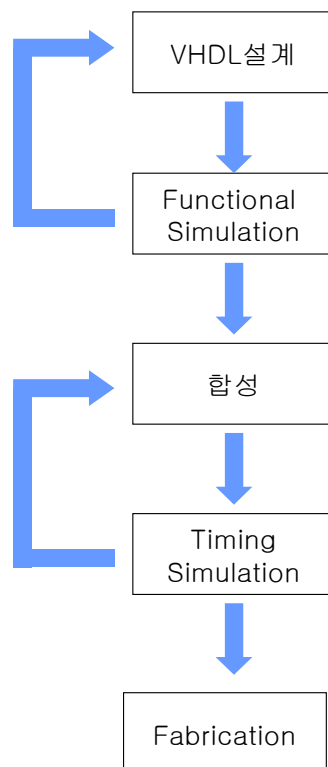 VHDL설계
Functional
Simulation
합성
Timing
Simulation
Fabrication